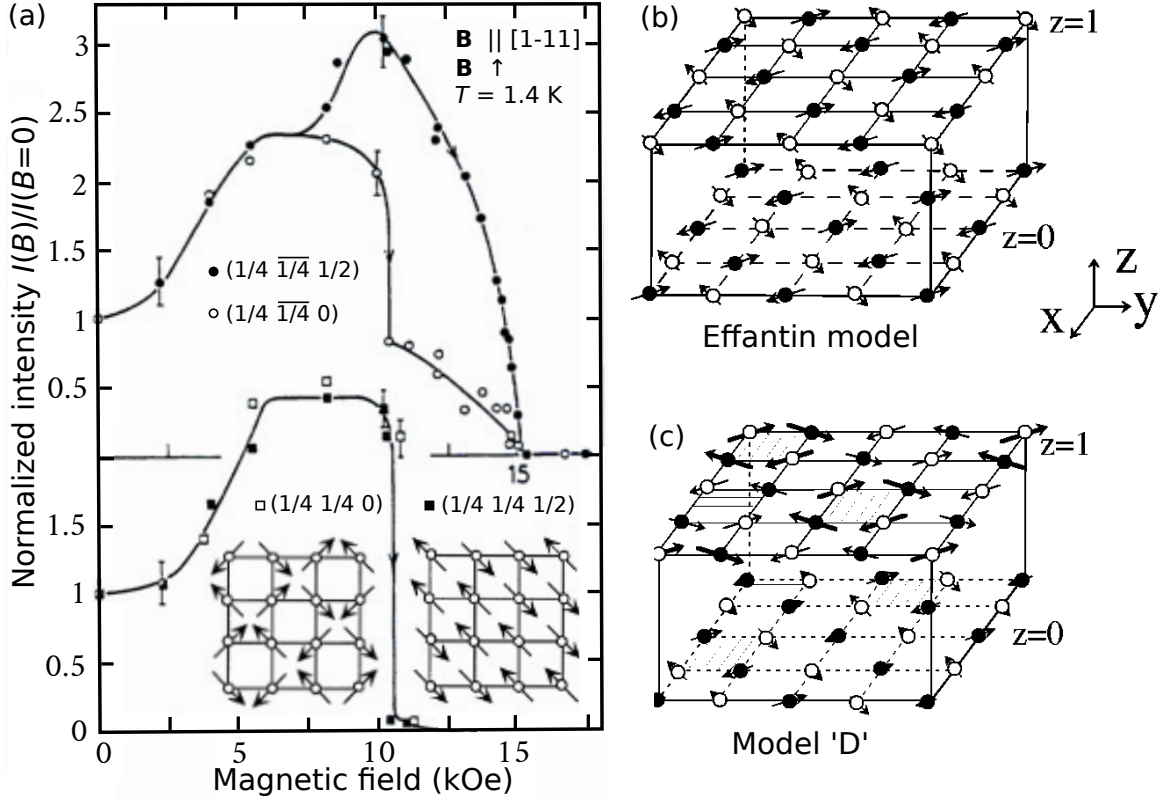 (a)
Normalized intensity I(B)/I(B=0)
3
2.5
2
1.5
1
0.5
B || [1-11]
B ↑
T = 1.4 K
● (1/4 1̅/̅4̅ 1/2)
○ (1/4 1̅/̅4̅ 0)
15
□ (1/4 1/4 0) ■ (1/4 1/4 1/2)
1.5
1
0.5
0
0 5 10 15
Magnetic field (kOe)
(b)
z=1
z=0
Effantin model
z
y
x
(c)
z=1
z=0
Model 'D'